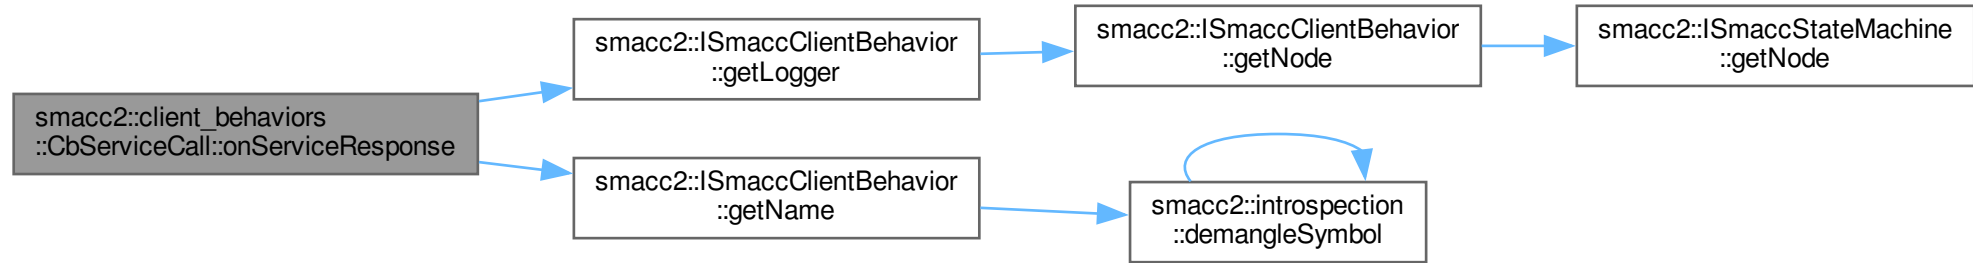 smacc2::client_behaviors
::CbServiceCall::onServiceResponse
smacc2::ISmaccClientBehavior
::getLogger
smacc2::ISmaccClientBehavior
::getNode
smacc2::ISmaccStateMachine
::getNode
smacc2::ISmaccClientBehavior
::getName
smacc2::introspection
::demangleSymbol